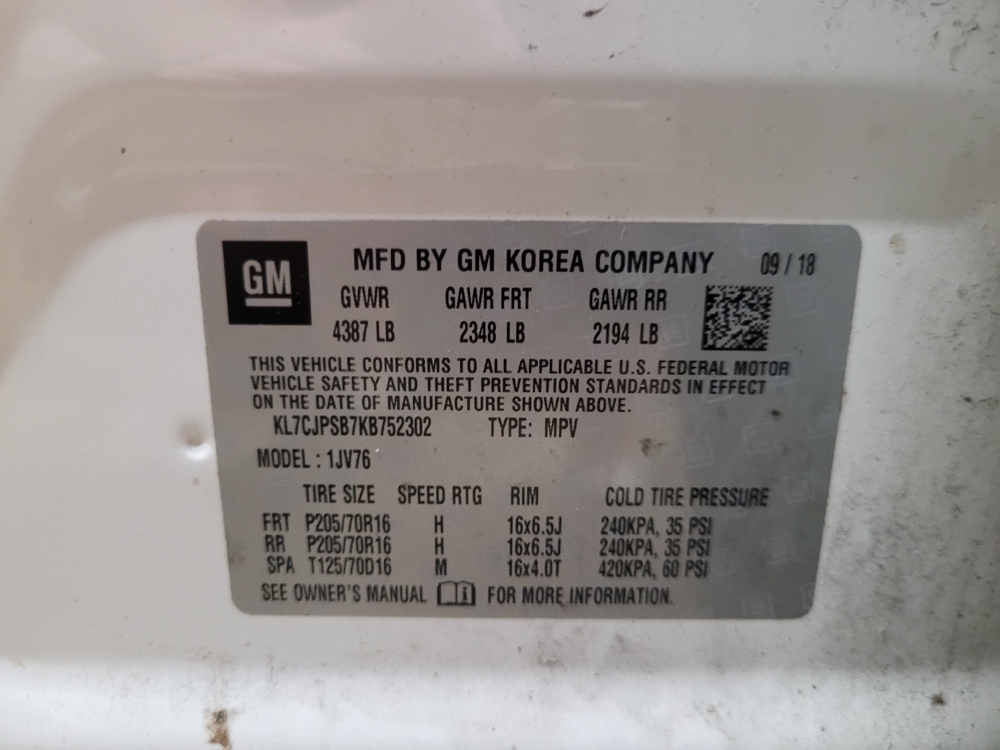 GM
MFD BY GM KOREA COMPANY 09 / 18
GVWR GAWR FRT GAWR RR
4387 LB 2348 LB 2194 LB
THIS VEHICLE CONFORMS TO ALL APPLICABLE U.S. FEDERAL MOTOR
VEHICLE SAFETY AND THEFT PREVENTION STANDARDS IN EFFECT
ON THE DATE OF MANUFACTURE SHOWN ABOVE.
KL7CJPSB7KB752302 TYPE: MPV
MODEL : 1JV76
TIRE SIZE SPEED RTG RIM COLD TIRE PRESSURE
FRT P205/70R16 H 16x6.5J 240KPA, 35 PSI
RR P205/70R16 H 16x6.5J 240KPA, 35 PSI
SPA T125/70D16 M 16x4.0T 420KPA, 60 PSI
SEE OWNER'S MANUAL i FOR MORE INFORMATION.